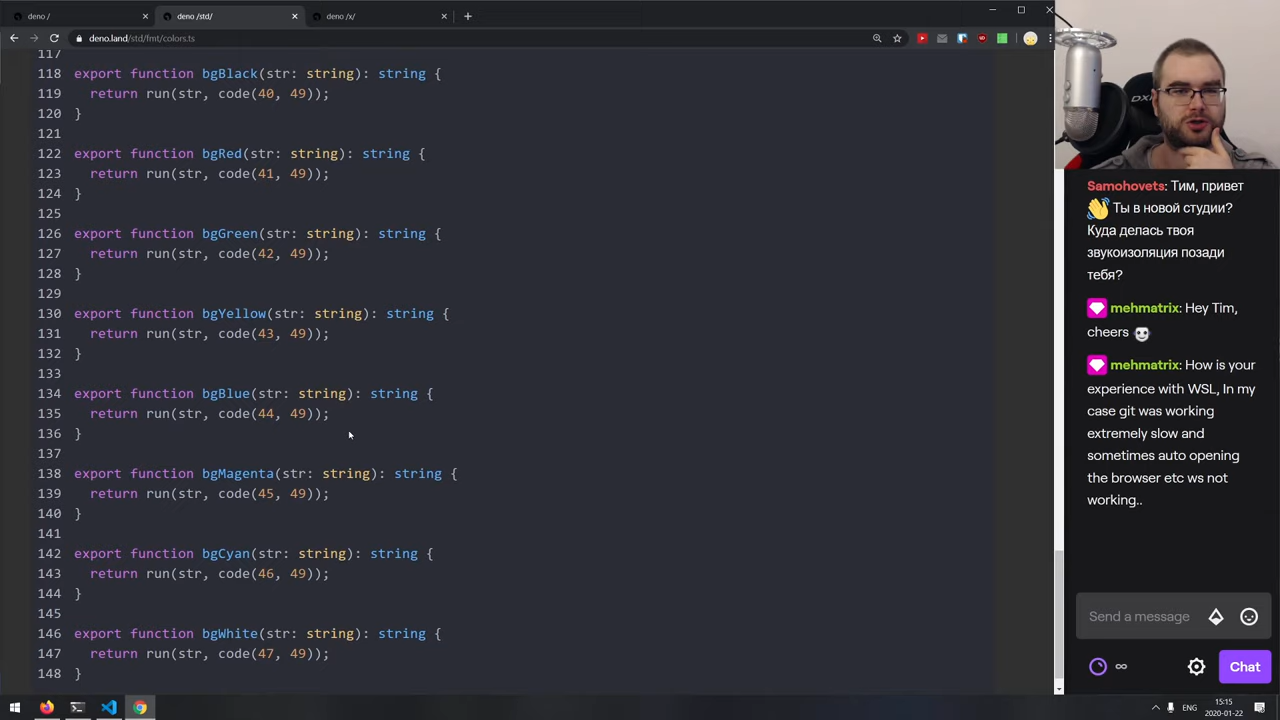 deno /
deno /std/
deno /x/
deno.land/std/fmt/colors.ts
117
118 export function bgBlack(str: string): string {
119   return run(str, code(40, 49));
120 }
121
122 export function bgRed(str: string): string {
123   return run(str, code(41, 49));
124 }
125
126 export function bgGreen(str: string): string {
127   return run(str, code(42, 49));
128 }
129
130 export function bgYellow(str: string): string {
131   return run(str, code(43, 49));
132 }
133
134 export function bgBlue(str: string): string {
135   return run(str, code(44, 49));
136 }
137
138 export function bgMagenta(str: string): string {
139   return run(str, code(45, 49));
140 }
141
142 export function bgCyan(str: string): string {
143   return run(str, code(46, 49));
144 }
145
146 export function bgWhite(str: string): string {
147   return run(str, code(47, 49));
148 }
DX
Samohovets: Тим, привет
👋 Ты в новой студии?
Куда делась твоя
звукоизоляция позади
тебя?
mehmatrix: Hey Tim,
cheers
mehmatrix: How is your
experience with WSL, In my
case git was working
extremely slow and
sometimes auto opening
the browser etc ws not
working..
Send a message
∞
Chat
ENG
15:15
2020-01-22